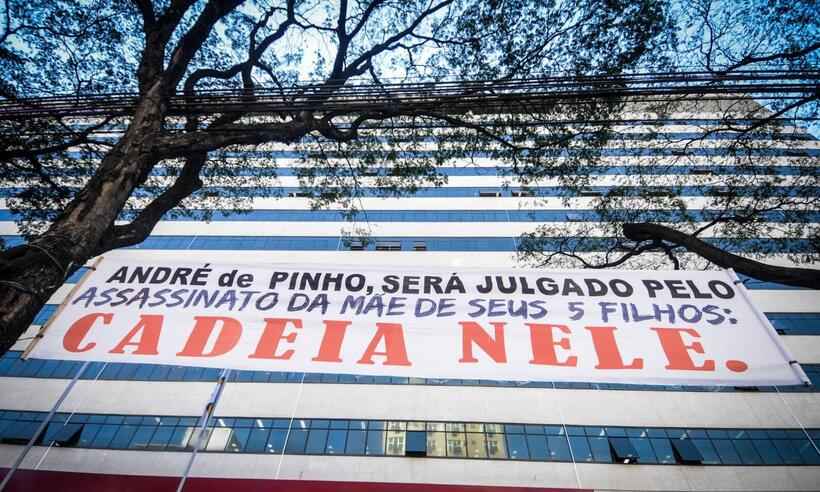 ANDRÉ de PINHO, SERÁ JULGADO PELO
ASSASSINATO DA MÃE DE SEUS 5 FILHOS:
CADEIA NELE.